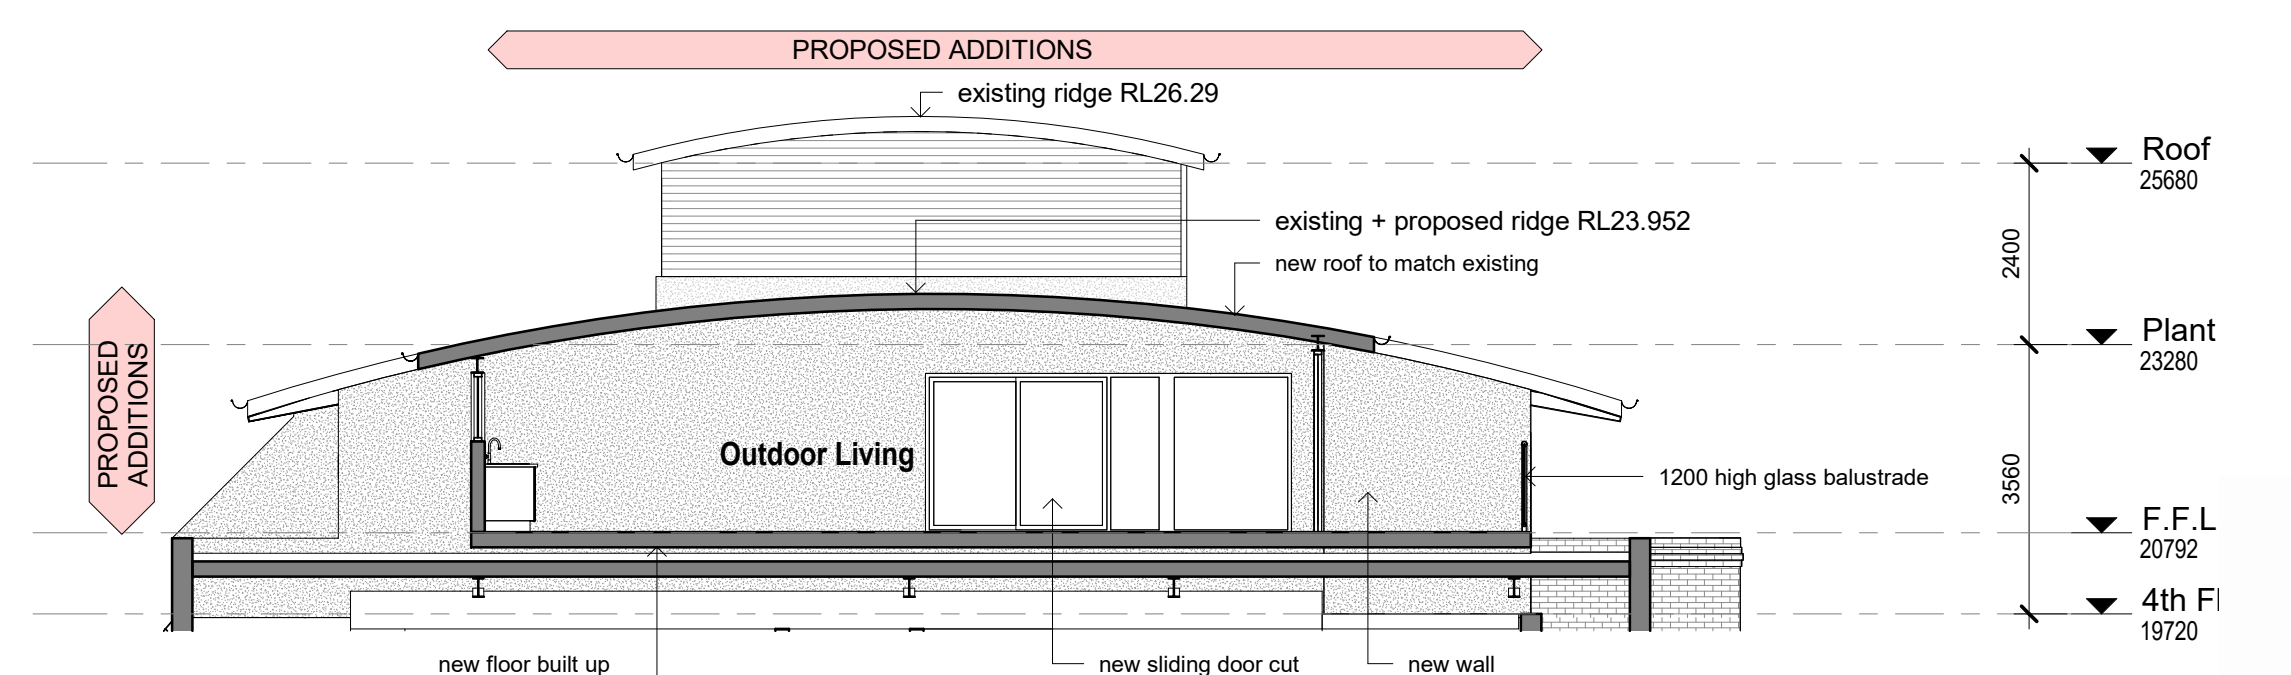 PROPOSED ADDITIONS
existing ridge RL26.29
Roof
25680
existing + proposed ridge RL23.952
2400
new roof to match existing
Plant
23280
PROPOSED
ADDITIONS
Outdoor Living
1200 high glass balustrade
3560
F.F.L
20792
4th Fl
19720
new floor built up
new sliding door cut
new wall